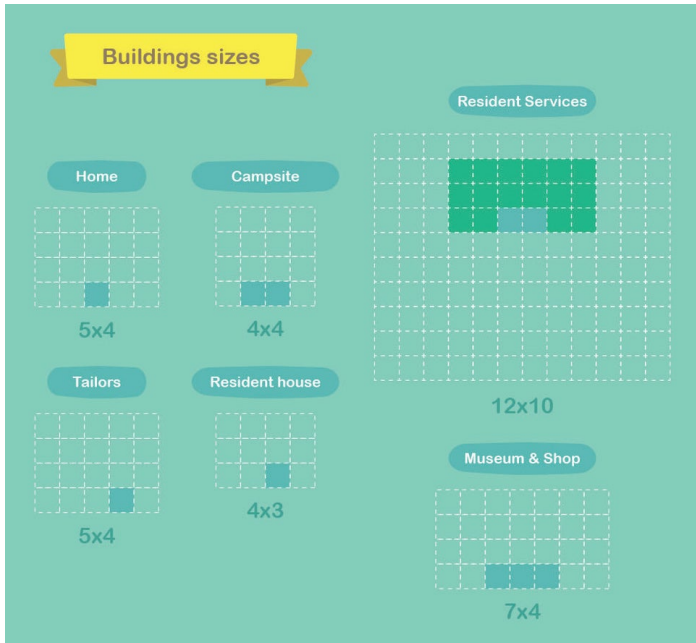 Buildings sizes
Resident Services
Home
Campsite
5x4
4x4
Tailors
Resident house
12x10
4x3
5x4
Museum & Shop
7x4